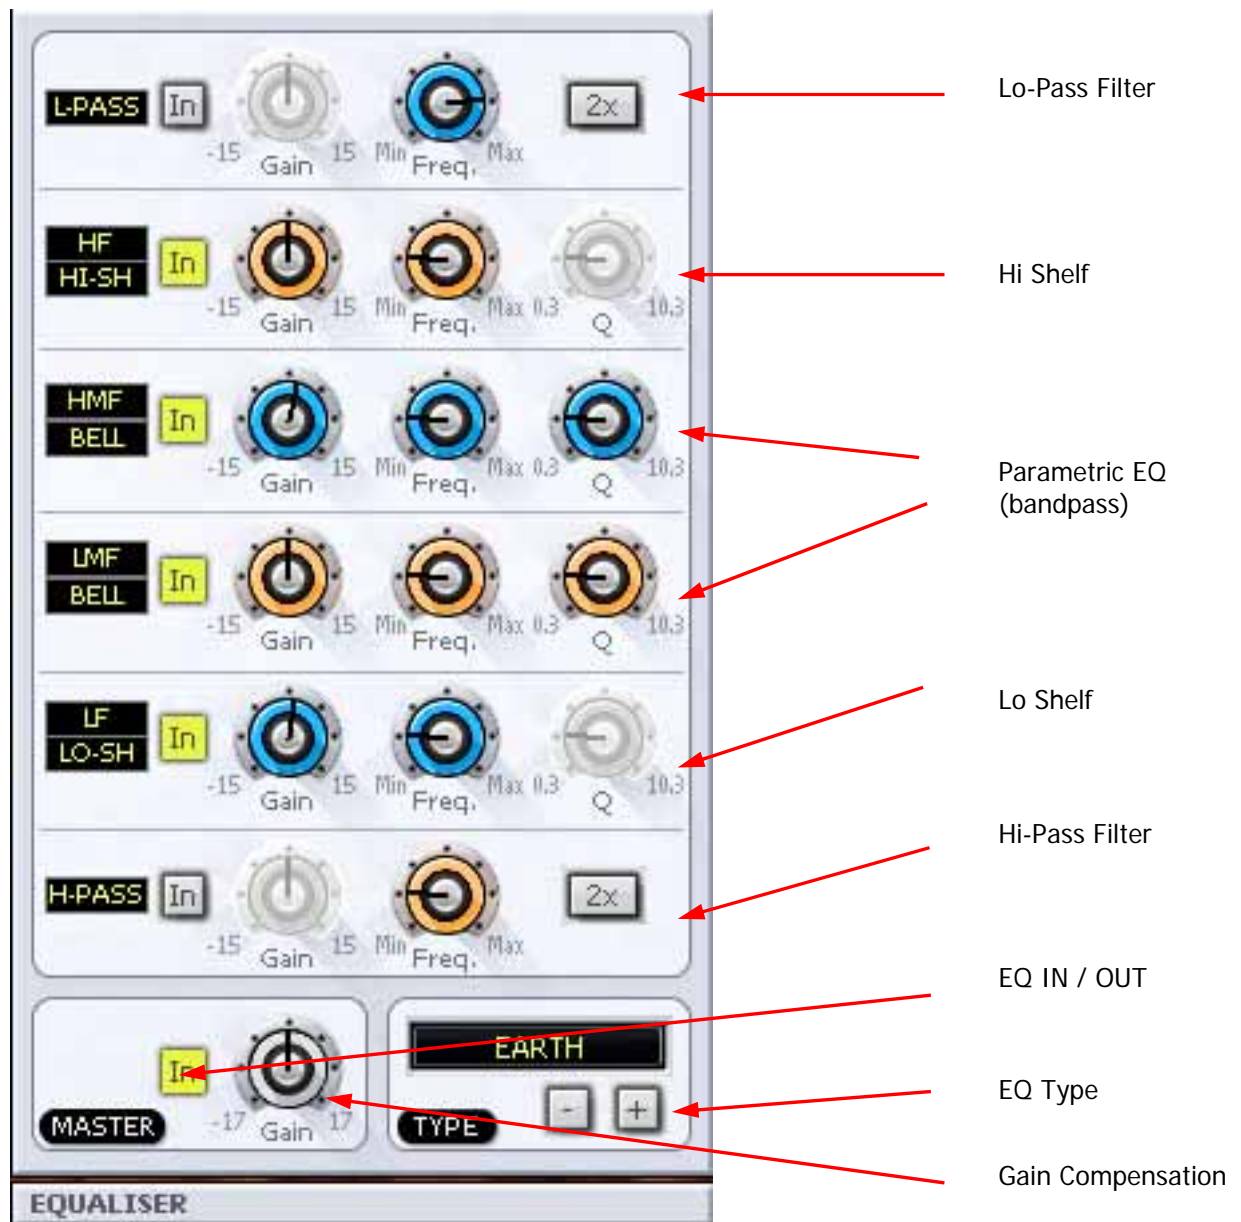 L-PASS In -15 Gain 15 Min Freq. Max 2x Lo-Pass Filter
HF
HI-SH In -15 Gain 15 Min Freq. Max 0.3 Q 10.3 Hi Shelf
HMF
BELL In -15 Gain 15 Min Freq. Max 0.3 Q 10.3
Parametric EQ
(bandpass)
LMF
BELL In -15 Gain 15 Min Freq. Max 0.3 Q 10.3
LF
LO-SH In -15 Gain 15 Min Freq. Max 0.3 Q 10.3 Lo Shelf
H-PASS In -15 Gain 15 Min Freq. Max 2x Hi-Pass Filter
EQ IN / OUT
In EARTH
MASTER -17 Gain 17 TYPE - + EQ Type
Gain Compensation
EQUALISER